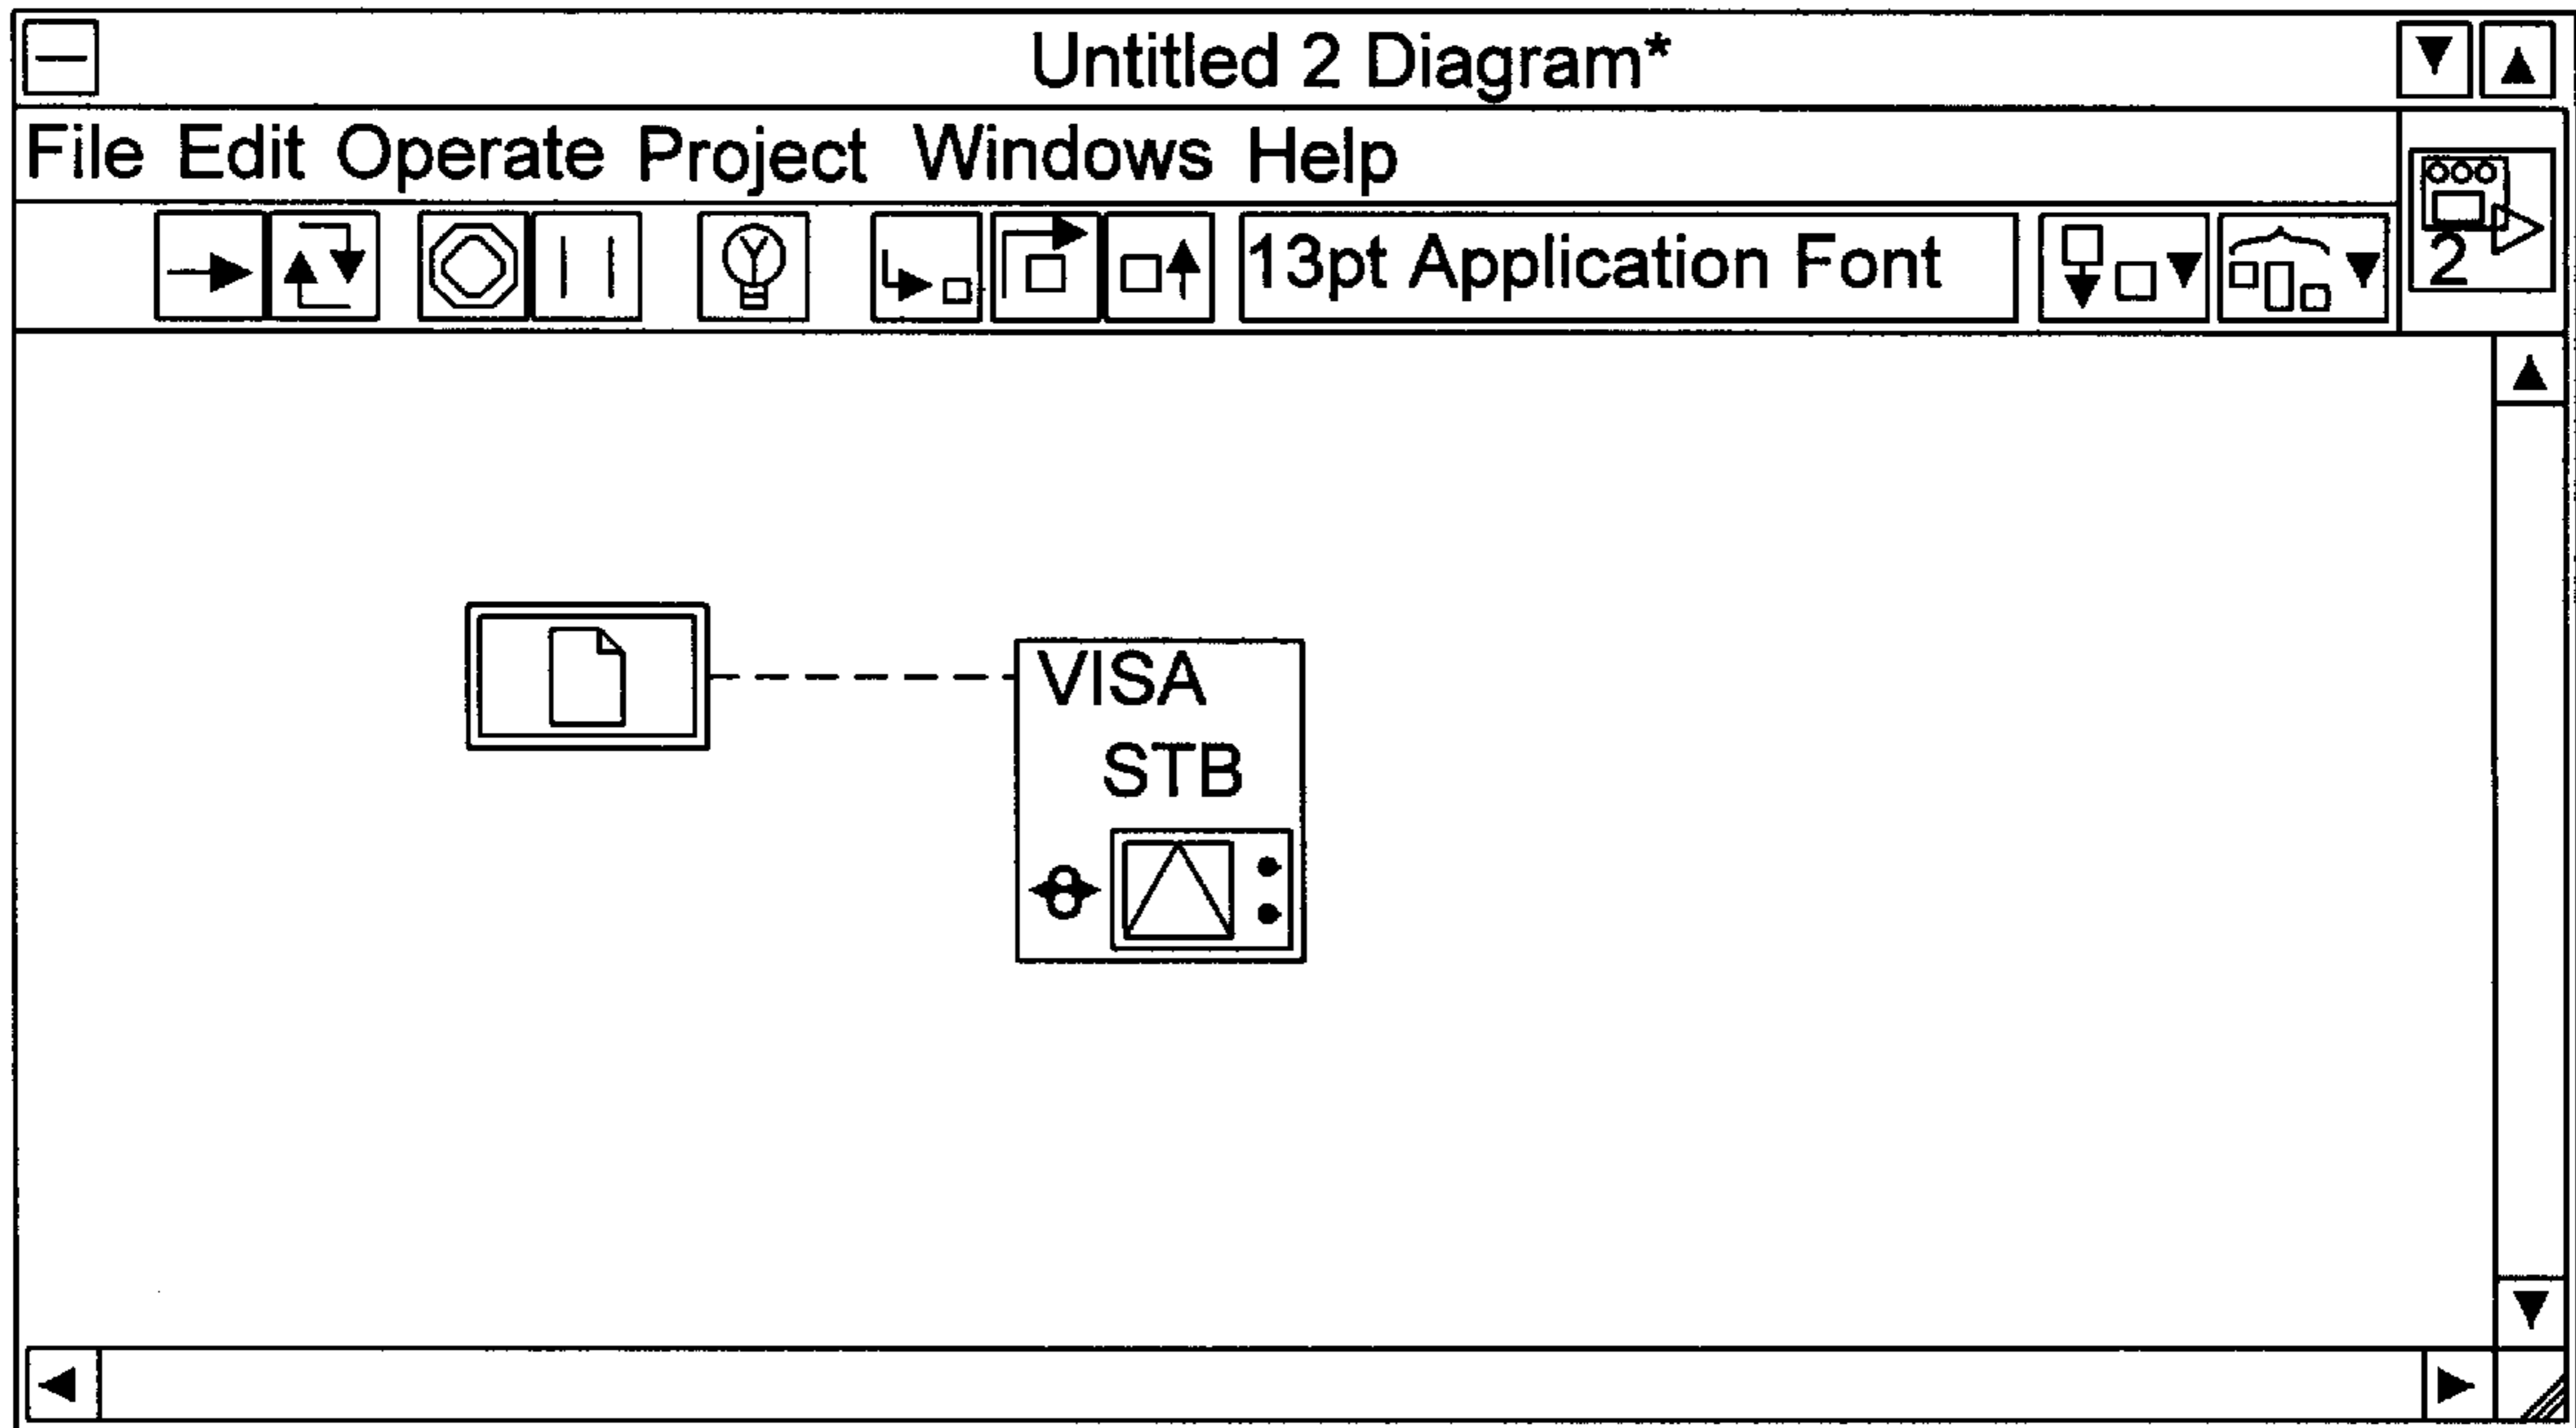 Untitled 2 Diagram*
File Edit Operate Project Windows Help
13pt Application Font
2
VISA
STB